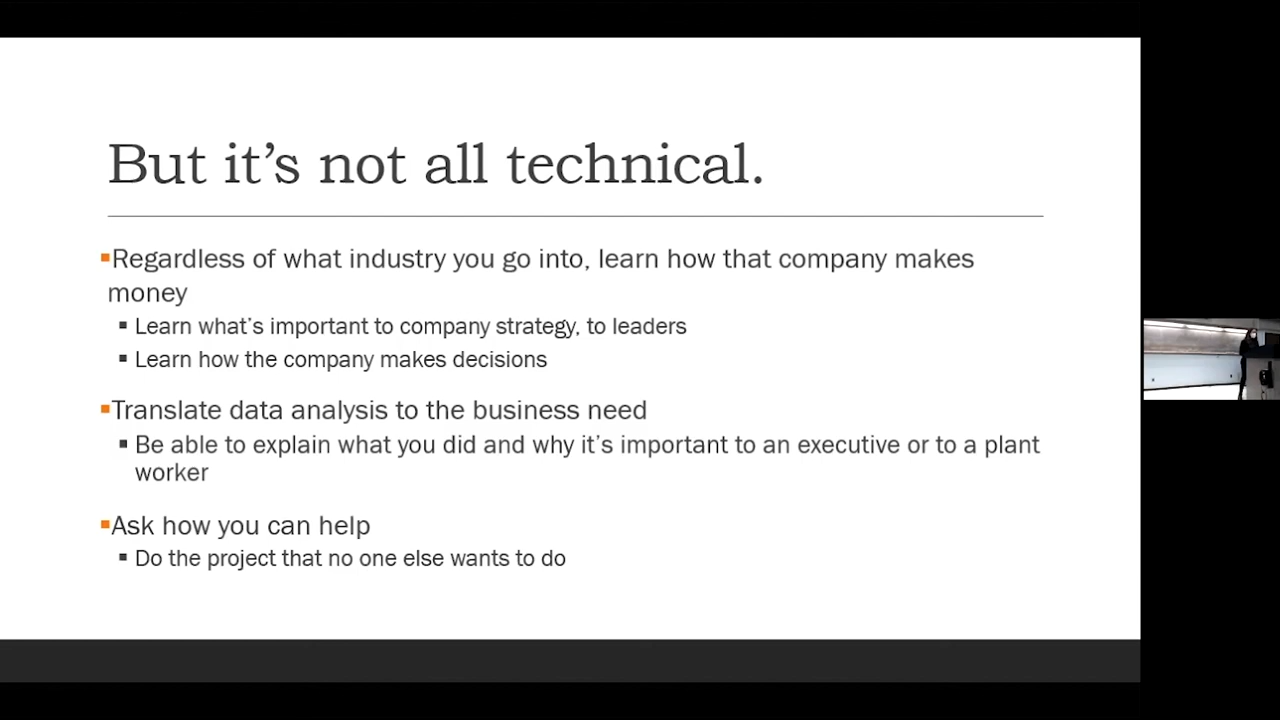 But it’s not all technical.
▪Regardless of what industry you go into, learn how that company makes
money
▪ Learn what’s important to company strategy, to leaders
▪ Learn how the company makes decisions
▪Translate data analysis to the business need
▪ Be able to explain what you did and why it’s important to an executive or to a plant
worker
▪Ask how you can help
▪ Do the project that no one else wants to do